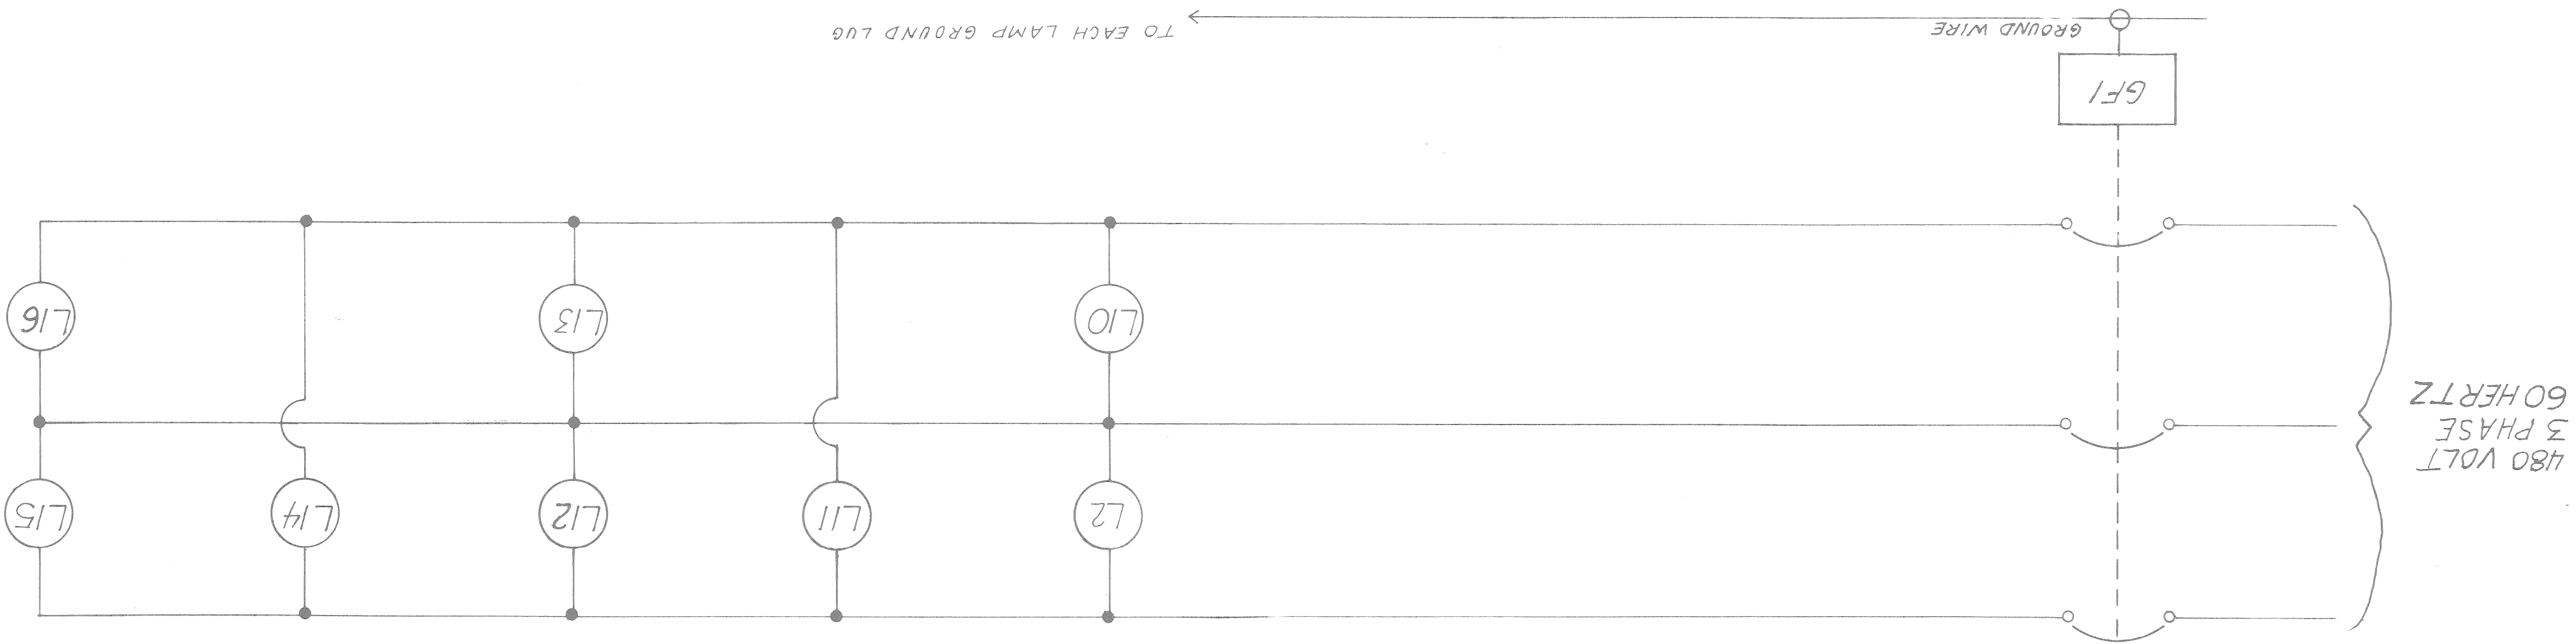 480 VOLT
3 PHASE
60 HERTZ
L2
L11
L12
L14
L15
L10
L13
L16
GFI
GROUND WIRE
TO EACH LAMP GROUND LUG